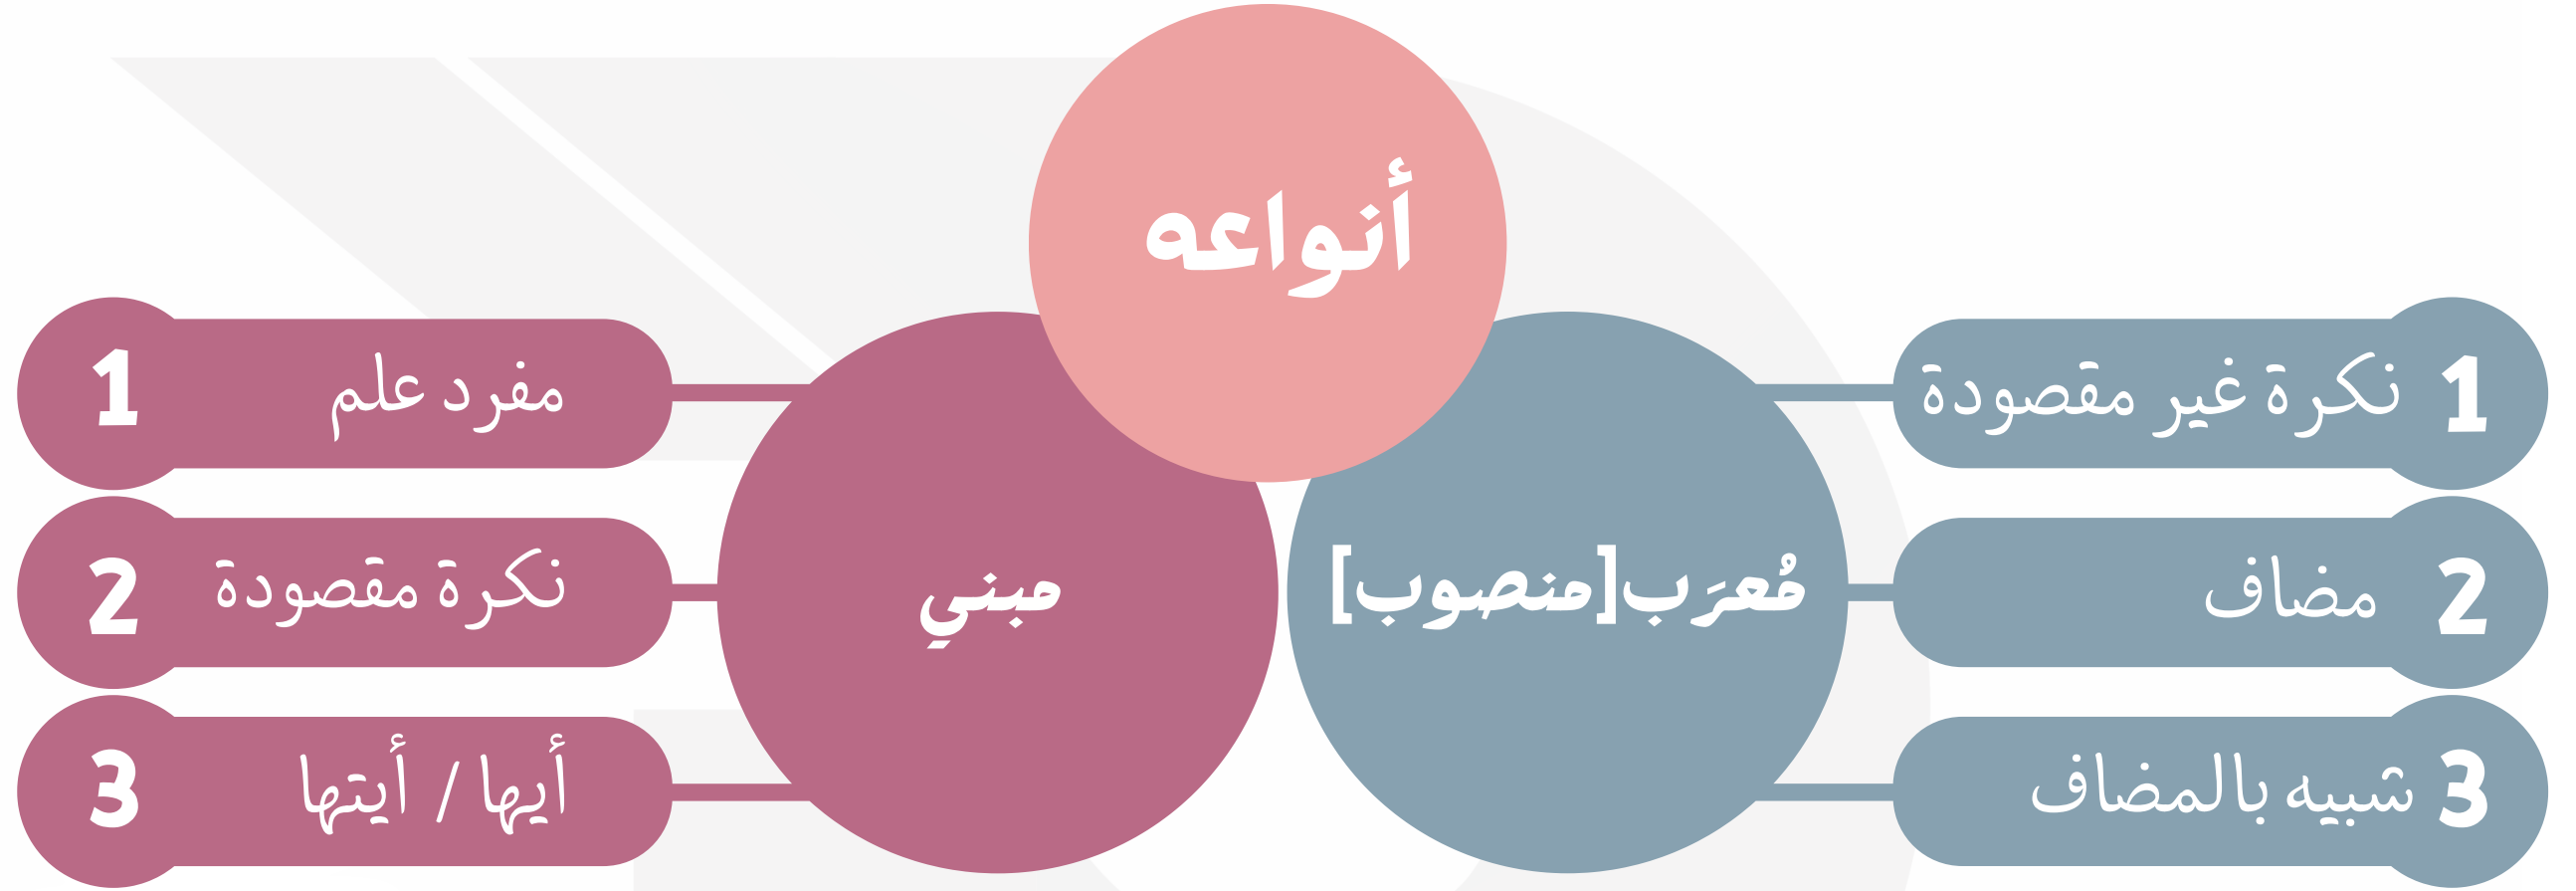 أنواعه
مُعرَب[منصوب]
1 نكرة غير مقصودة
2 مضاف
3 شبيه بالمضاف
مبني
1 مفرد علم
2 نكرة مقصودة
3 أيها / أيتها